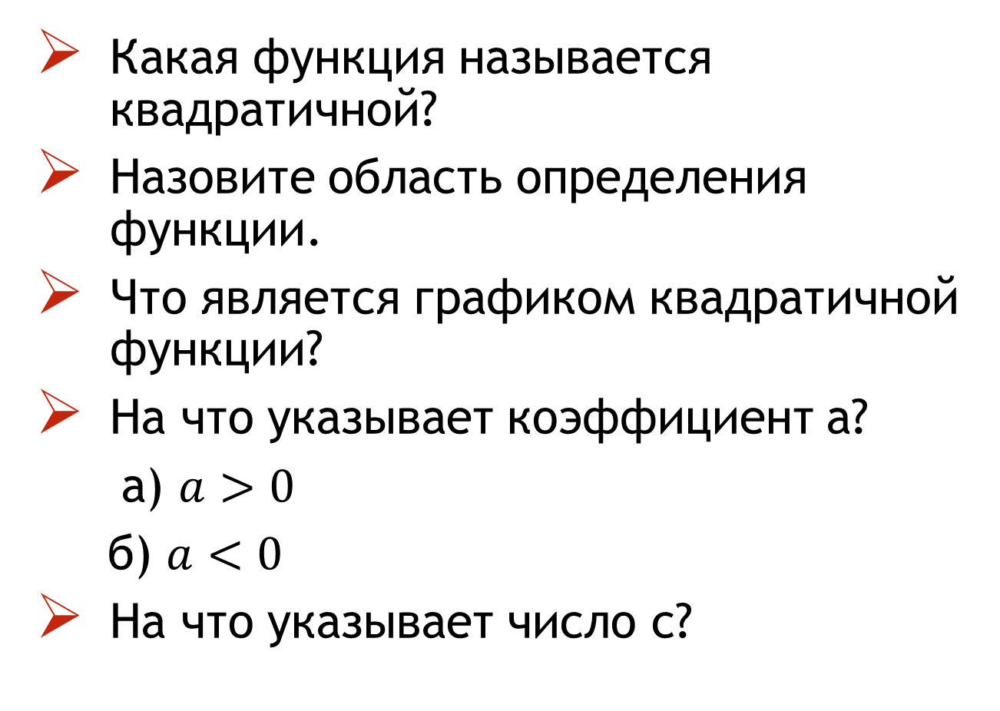 Какая функция называется
квадратичной?
Назовите область определения
функции.
Что является графиком квадратичной
функции?
На что указывает коэффициент а?
а) a > 0
б) a < 0
На что указывает число с?